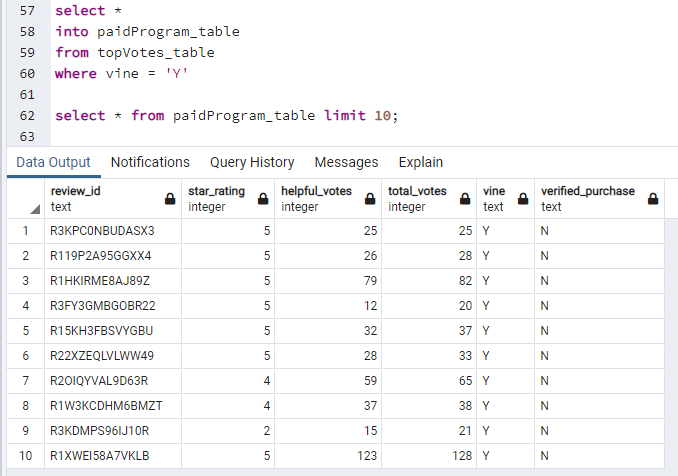 57 select *
58 into paidProgram_table
59 from topVotes_table
60 where vine = 'Y'
61
62 select * from paidProgram_table limit 10;
63
Data Output Notifications Query History Messages Explain
review_id star_rating helpful_votes total_votes vine verified_purchase
text integer integer integer text text
1 R3KPC0NBUDASX3 5 25 25 Y N
2 R119P2A95GGXX4 5 26 28 Y N
3 R1HKIRME8AJ89Z 5 79 82 Y N
4 R3FY3GMBGOBR22 5 12 20 Y N
5 R15KH3FBSVYGBU 5 32 37 Y N
6 R22XZEQLVLWW49 5 28 33 Y N
7 R2OIQYVAL9D63R 4 59 65 Y N
8 R1W3KCDHM6BMZT 4 37 38 Y N
9 R3KDMPS96IJ10R 2 15 21 Y N
10 R1XWEI58A7VKLB 5 123 128 Y N